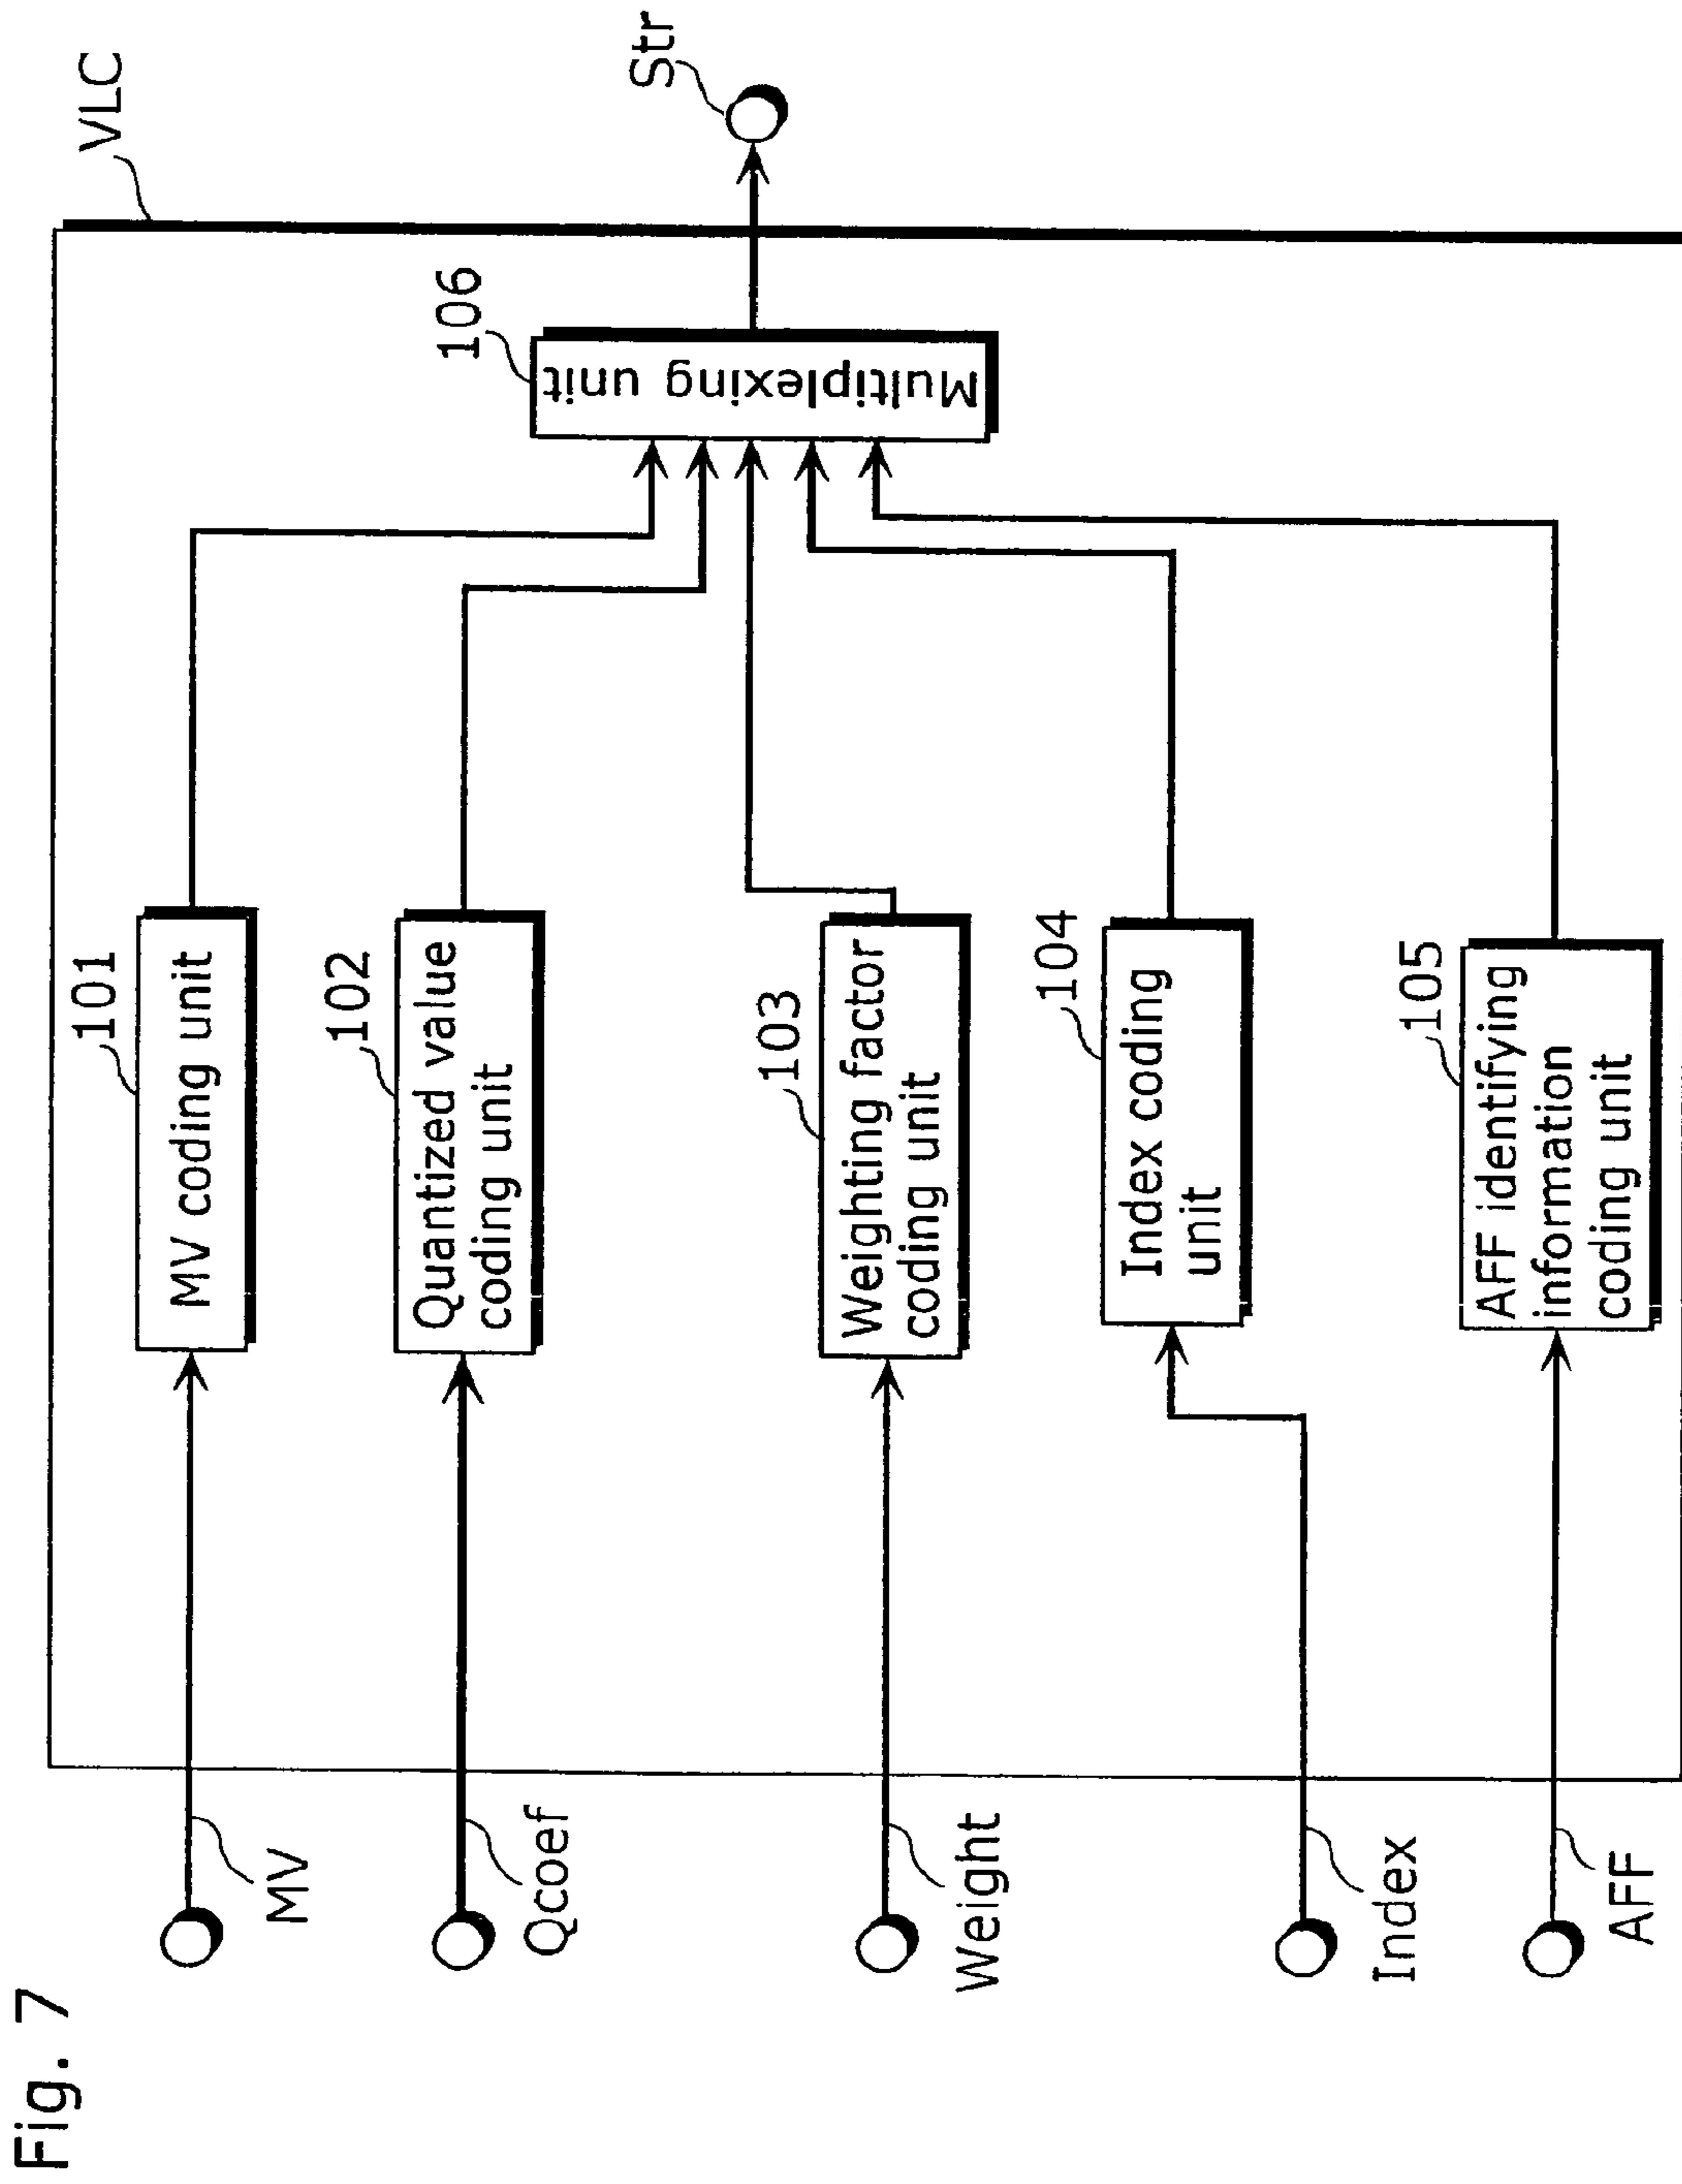 Fig. 7
VLC
MV
101
MV coding unit
Qcoef
102
Quantized value
coding unit
106
Multiplexing unit
Str
Weight
103
Weighting factor
coding unit
Index
104
Index coding
unit
AFF
105
AFF identifying
information
coding unit